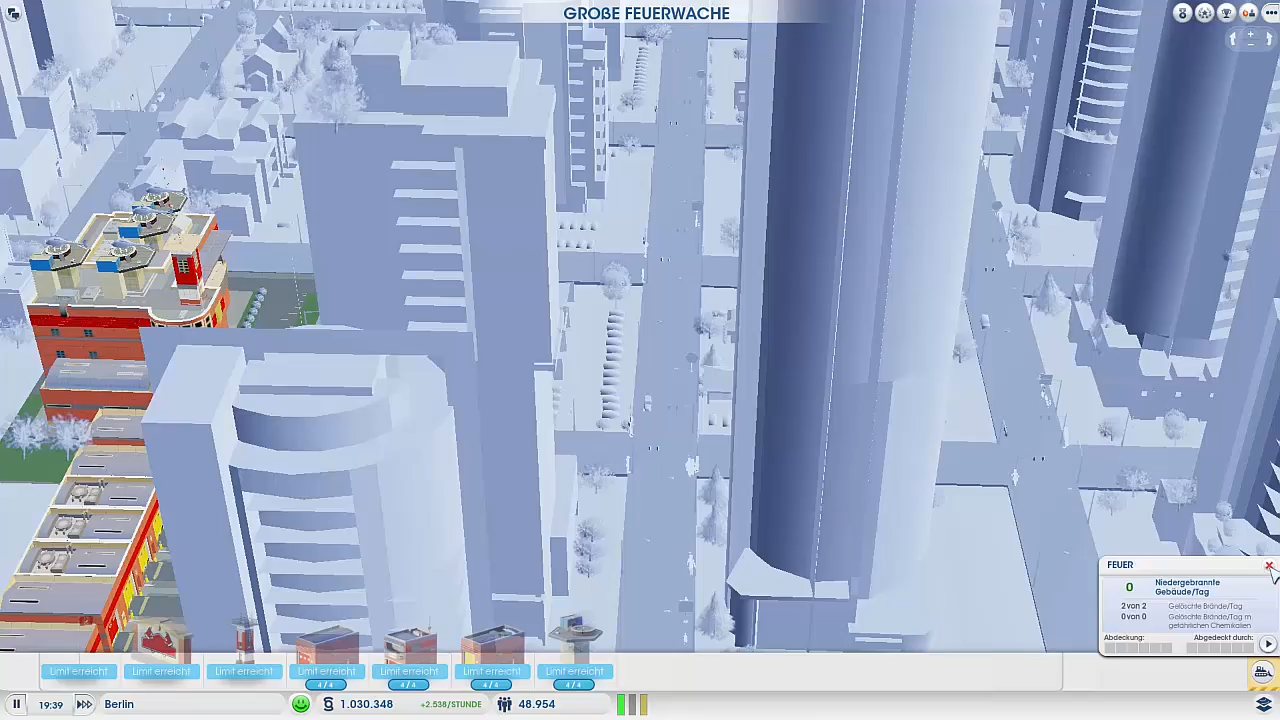 GROßE FEUERWACHE
FEUER
0 Niedergebrannte
Gebäude/Tag
2 von 2 Gelöschte Brände/Tag
0 von 0 Gelöschte Brände/Tag m
gefährlichen Chemikalien
Abdeckung: Abgedeckt durch:
Limit erreicht Limit erreicht Limit erreicht Limit erreicht Limit erreicht Limit erreicht Limit erreicht
4 / 4 4 / 4 4 / 4 4 / 4
19:39 Berlin 1.030.348 +2.538/STUNDE 48.954